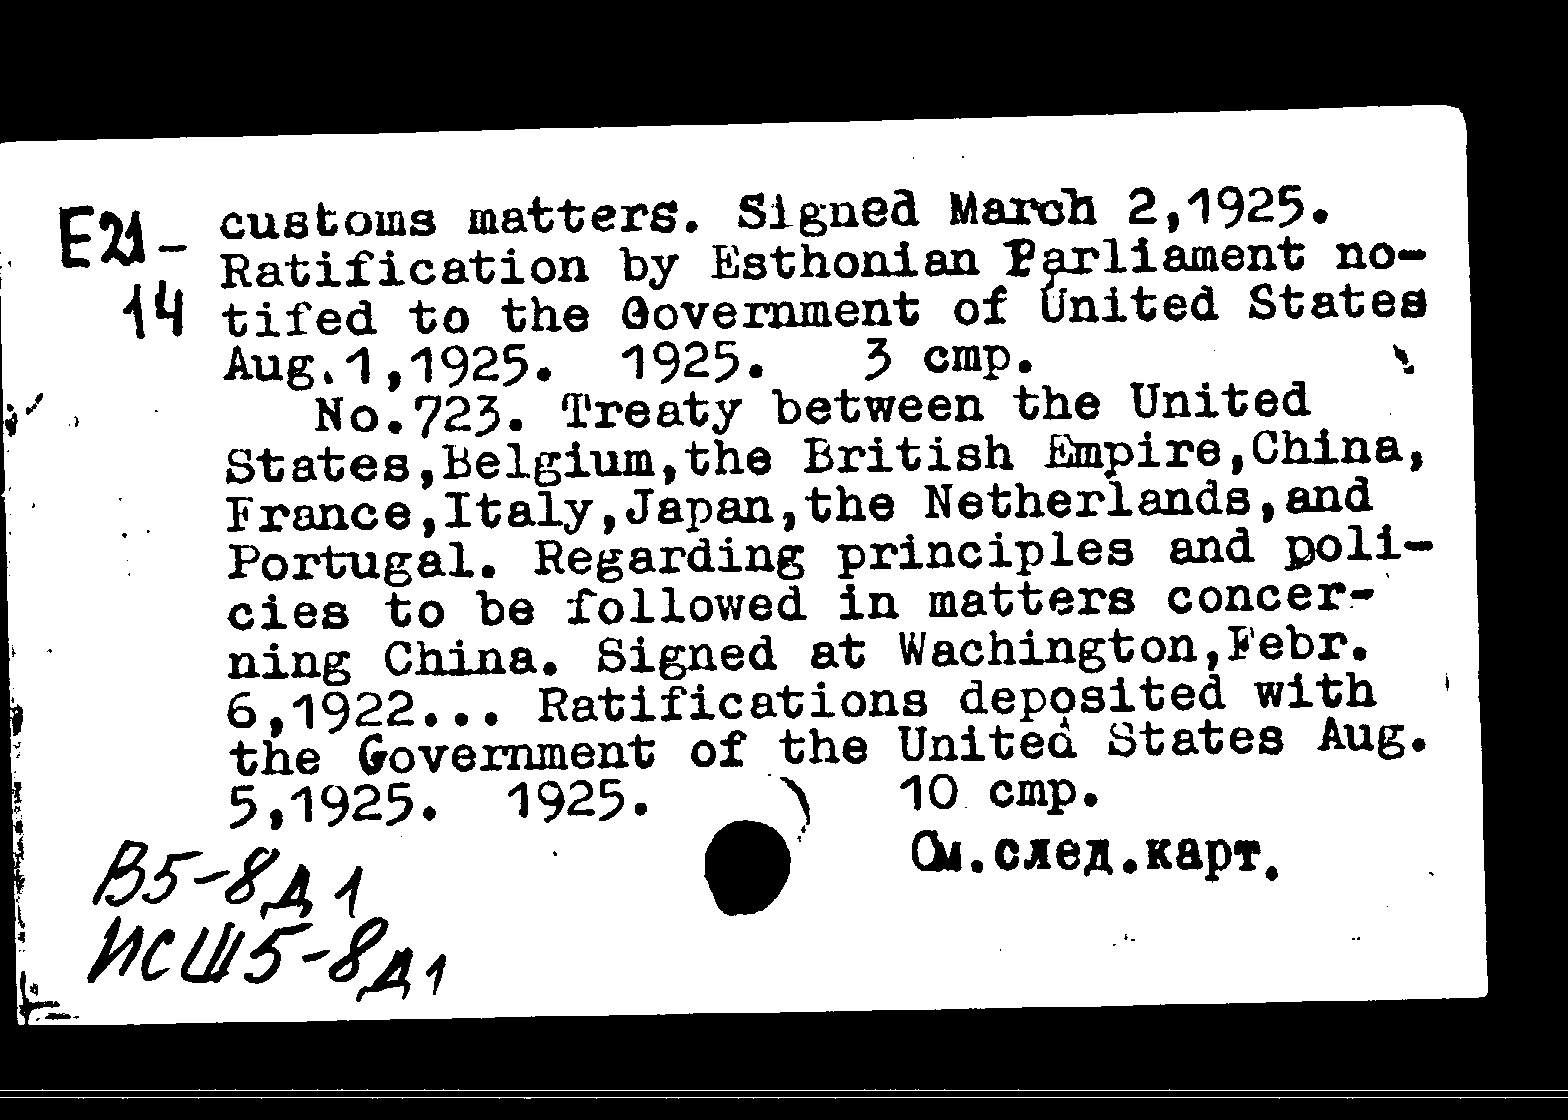 E21-
14
customs matters. Signed March 2,1925.
Ratification by Esthonian Parliament no-
tifed to the Government of United States
Aug.1,1925. 1925. 3 cmp.
No.723. Treaty between the United
States,Belgium,the British Empire,China,
France,Italy,Japan,the Netherlands,and
Portugal. Regarding principles and poli-
cies to be followed in matters concer-
ning China. Signed at Wachington,Febr.
6,1922... Ratifications deposited with
the Government of the United States Aug.
5,1925. 1925. 10 cmp.
См.след.карт.
В5-8Д1
ИСШ5-8Д1